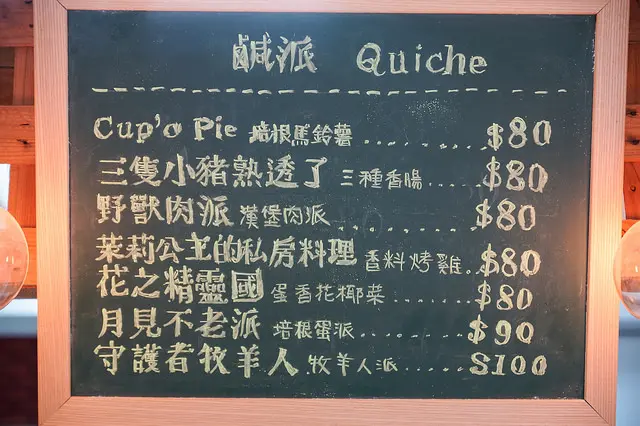 鹹派 Quiche
Cup'o Pie 培根馬鈴薯 ........ $80
三隻小豬熟透了 三種香腸 ..... $80
野獸肉派 漢堡肉派 .......... $80
茉莉公主的私房料理 香料烤雞 .. $80
花之精靈國 蛋香花椰菜 ........ $80
月見不老派 培根蛋派 ......... $90
守護者牧羊人 牧羊人派 ...... $100